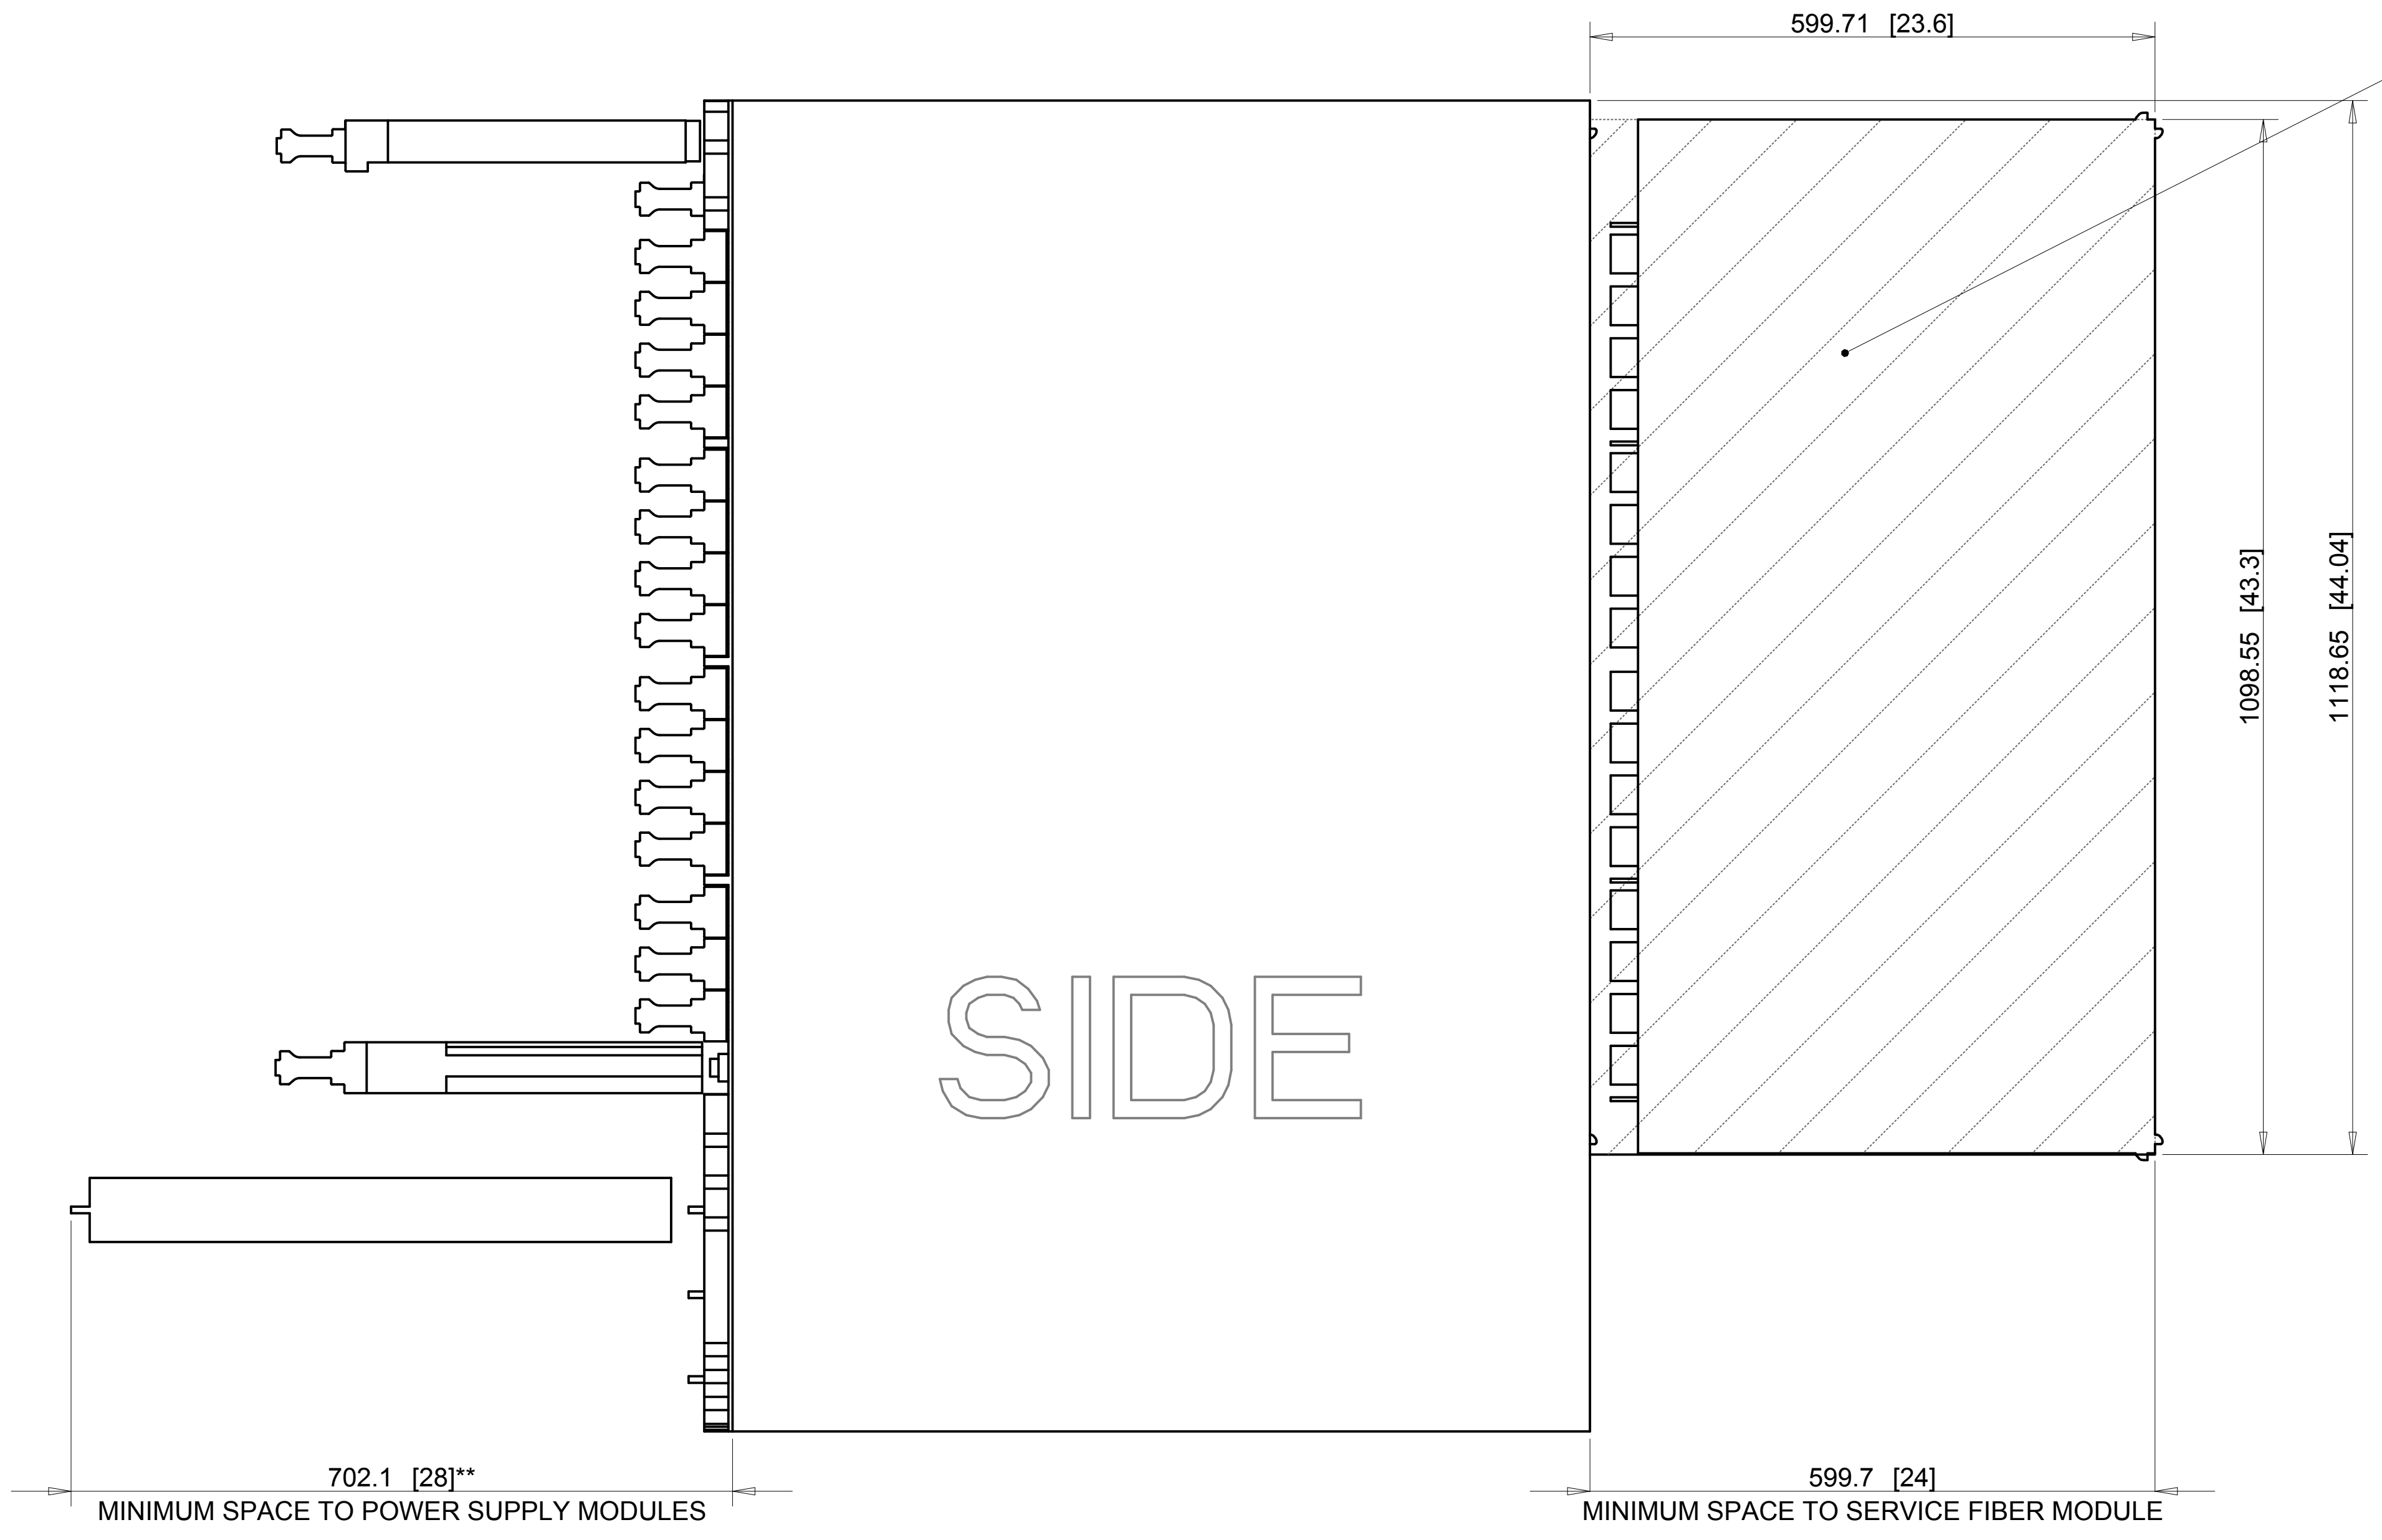 599.71 [23.6]
1098.55 [43.3]
1118.65 [44.04]
SIDE
702.1 [28]**
MINIMUM SPACE TO POWER SUPPLY MODULES
599.7 [24]
MINIMUM SPACE TO SERVICE FIBER MODULE